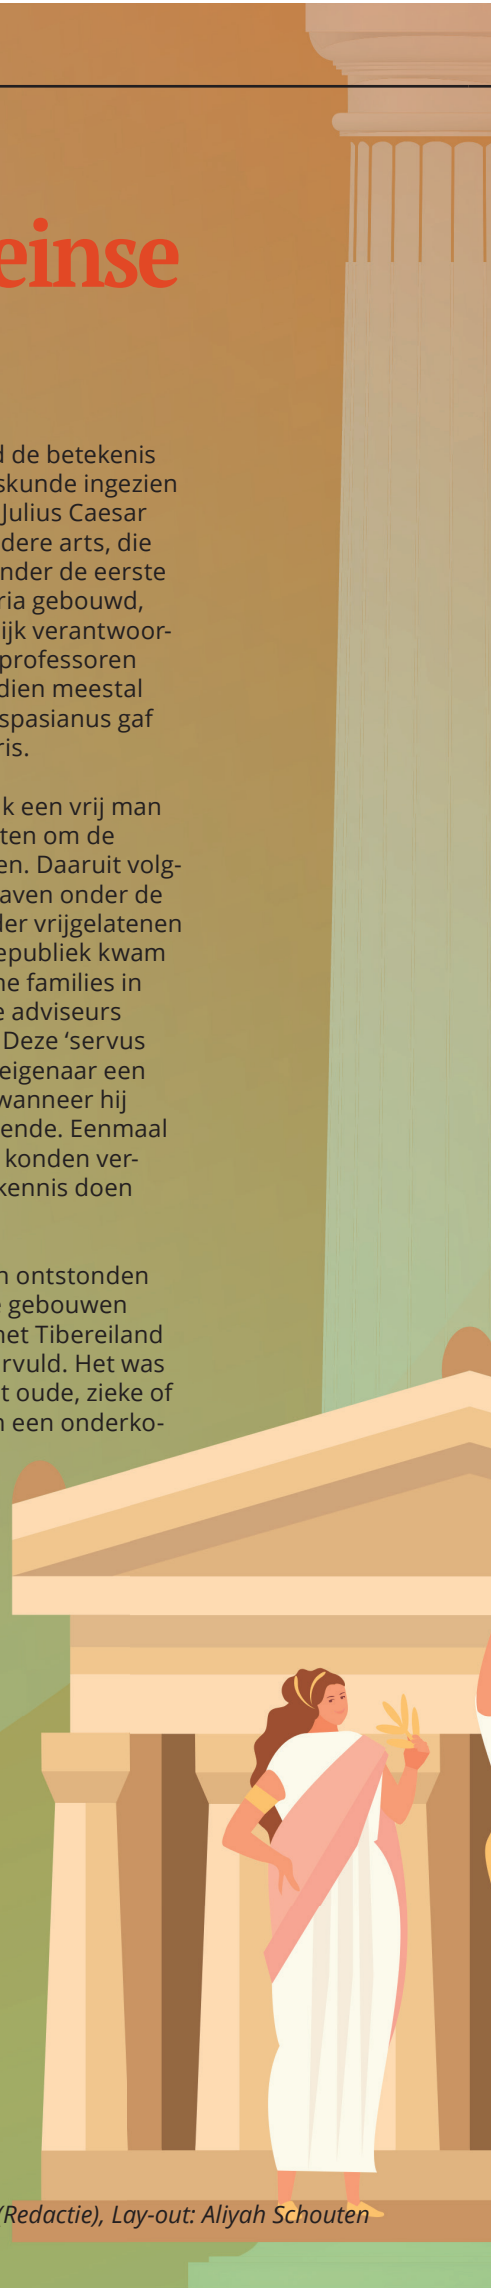 einse
d de betekenis
skunde ingezien
Julius Caesar
dere arts, die
nder de eerste
ria gebouwd,
ijk verantwoor-
professoren
dien meestal
spasianus gaf
ris.
k een vrij man
ten om de
en. Daaruit volg-
aven onder de
der vrijgelatenen
epubliek kwam
ne families in
e adviseurs
Deze ‘servus
eigenaar een
wanneer hij
ende. Eenmaal
konden ver-
kennis doen
n ontstonden
e gebouwen
het Tibereiland
rvuld. Het was
t oude, zieke of
n een onderko-
(Redactie), Lay-out: Aliyah Schouten